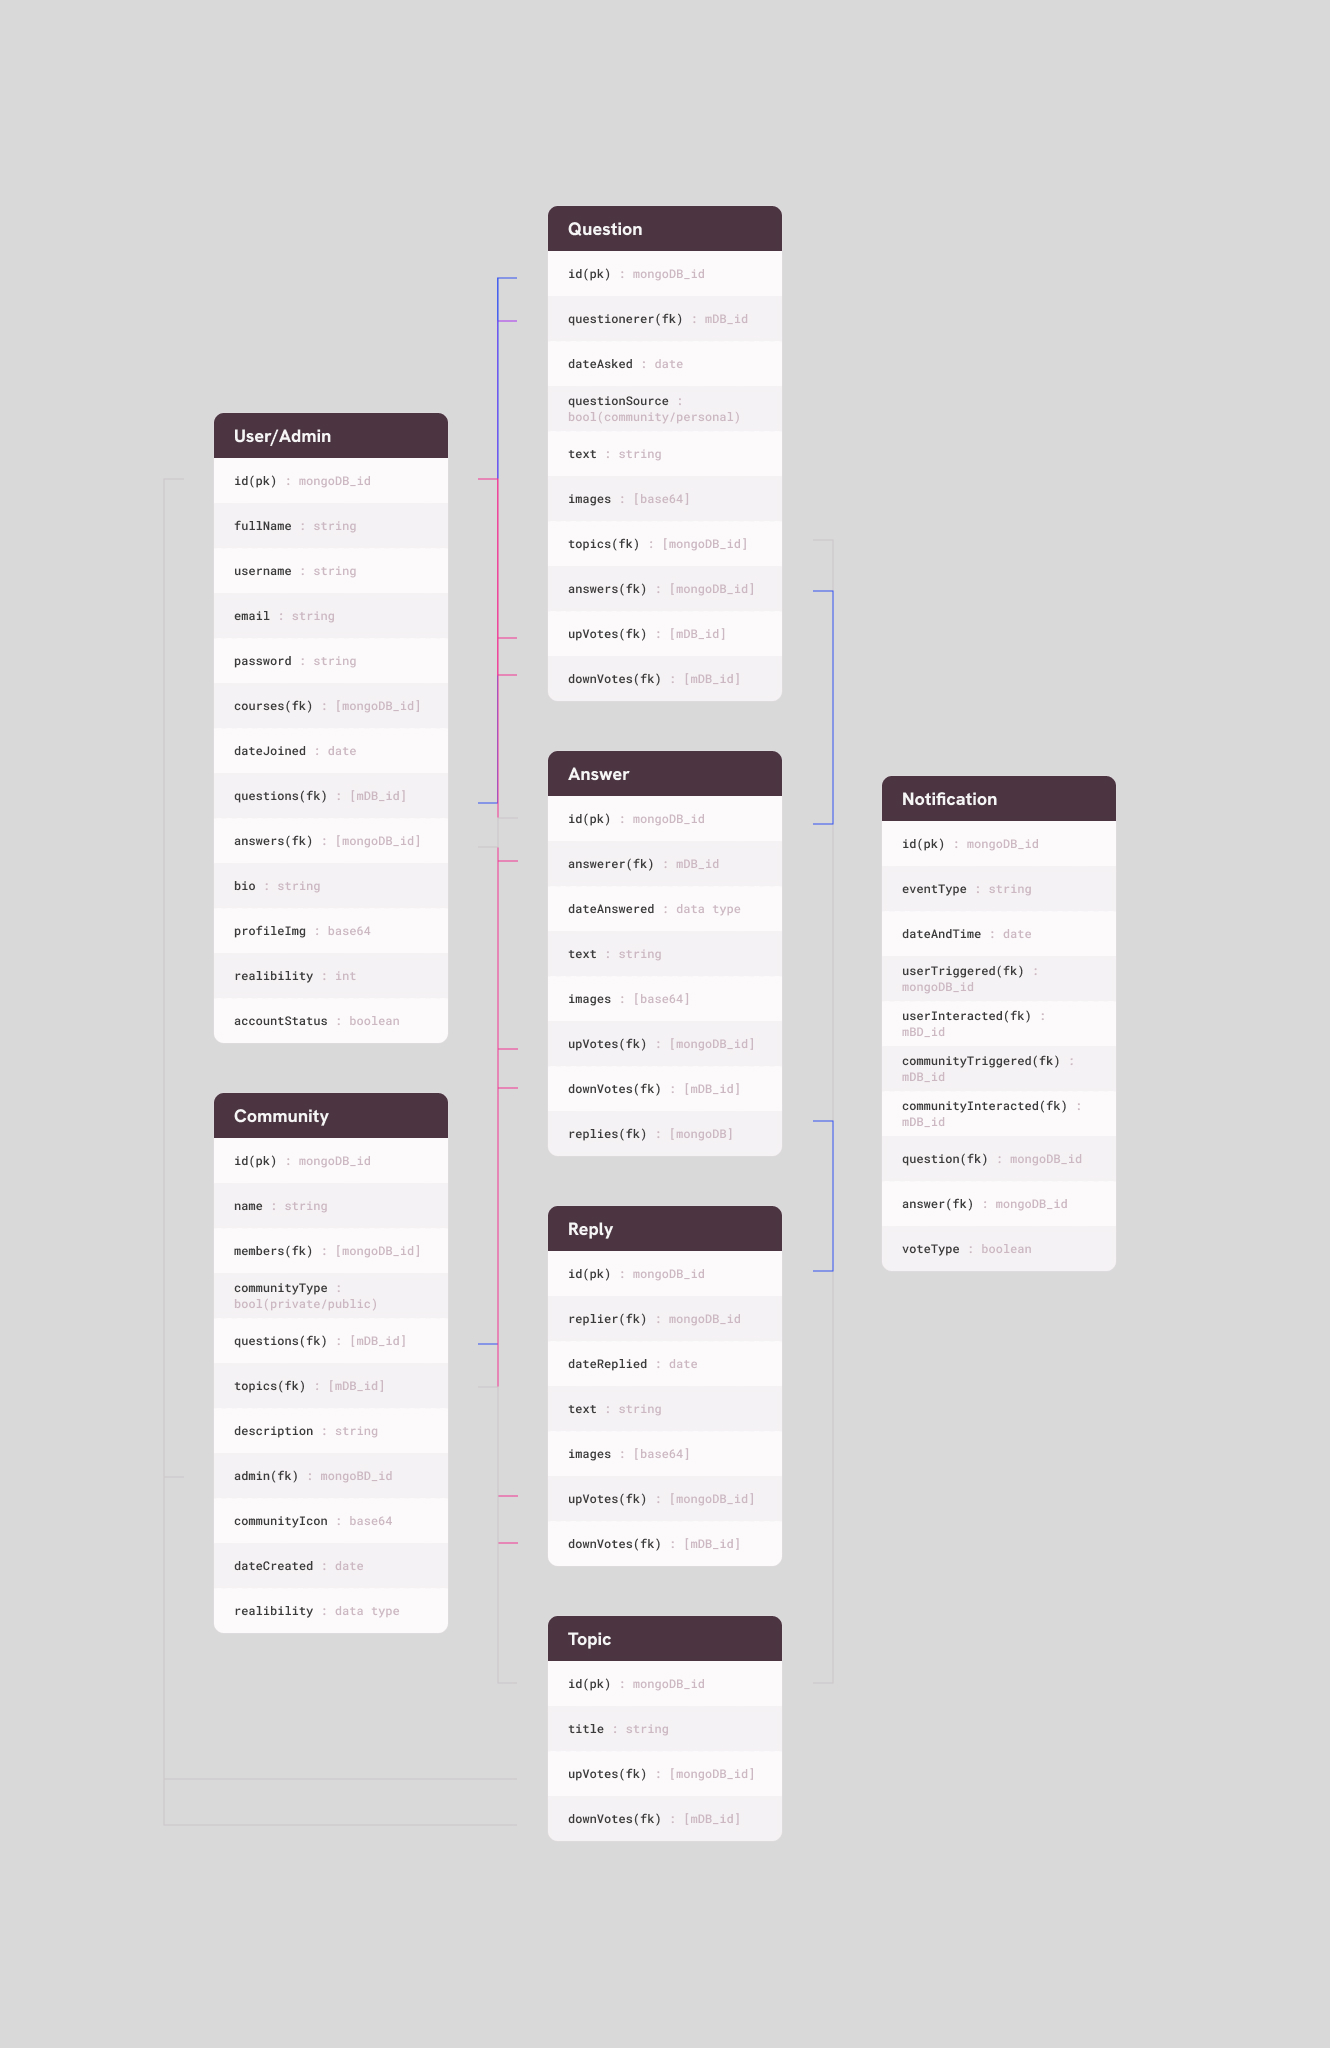 Question
id(pk) : mongoDB_id
questionerer(fk) : mDB_id
dateAsked : date
questionSource :
bool(community/personal)
text : string
images : [base64]
topics(fk) : [mongoDB_id]
answers(fk) : [mongoDB_id]
upVotes(fk) : [mDB_id]
downVotes(fk) : [mDB_id]
User/Admin
id(pk) : mongoDB_id
fullName : string
username : string
email : string
password : string
courses(fk) : [mongoDB_id]
dateJoined : date
questions(fk) : [mDB_id]
answers(fk) : [mongoDB_id]
bio : string
profileImg : base64
realibility : int
accountStatus : boolean
Answer
id(pk) : mongoDB_id
answerer(fk) : mDB_id
dateAnswered : data type
text : string
images : [base64]
upVotes(fk) : [mongoDB_id]
downVotes(fk) : [mDB_id]
replies(fk) : [mongoDB]
Notification
id(pk) : mongoDB_id
eventType : string
dateAndTime : date
userTriggered(fk) :
mongoDB_id
userInteracted(fk) :
mBD_id
communityTriggered(fk) :
mDB_id
communityInteracted(fk) :
mDB_id
question(fk) : mongoDB_id
answer(fk) : mongoDB_id
voteType : boolean
Community
id(pk) : mongoDB_id
name : string
members(fk) : [mongoDB_id]
communityType :
bool(private/public)
questions(fk) : [mDB_id]
topics(fk) : [mDB_id]
description : string
admin(fk) : mongoBD_id
communityIcon : base64
dateCreated : date
realibility : data type
Reply
id(pk) : mongoDB_id
replier(fk) : mongoDB_id
dateReplied : date
text : string
images : [base64]
upVotes(fk) : [mongoDB_id]
downVotes(fk) : [mDB_id]
Topic
id(pk) : mongoDB_id
title : string
upVotes(fk) : [mongoDB_id]
downVotes(fk) : [mDB_id]